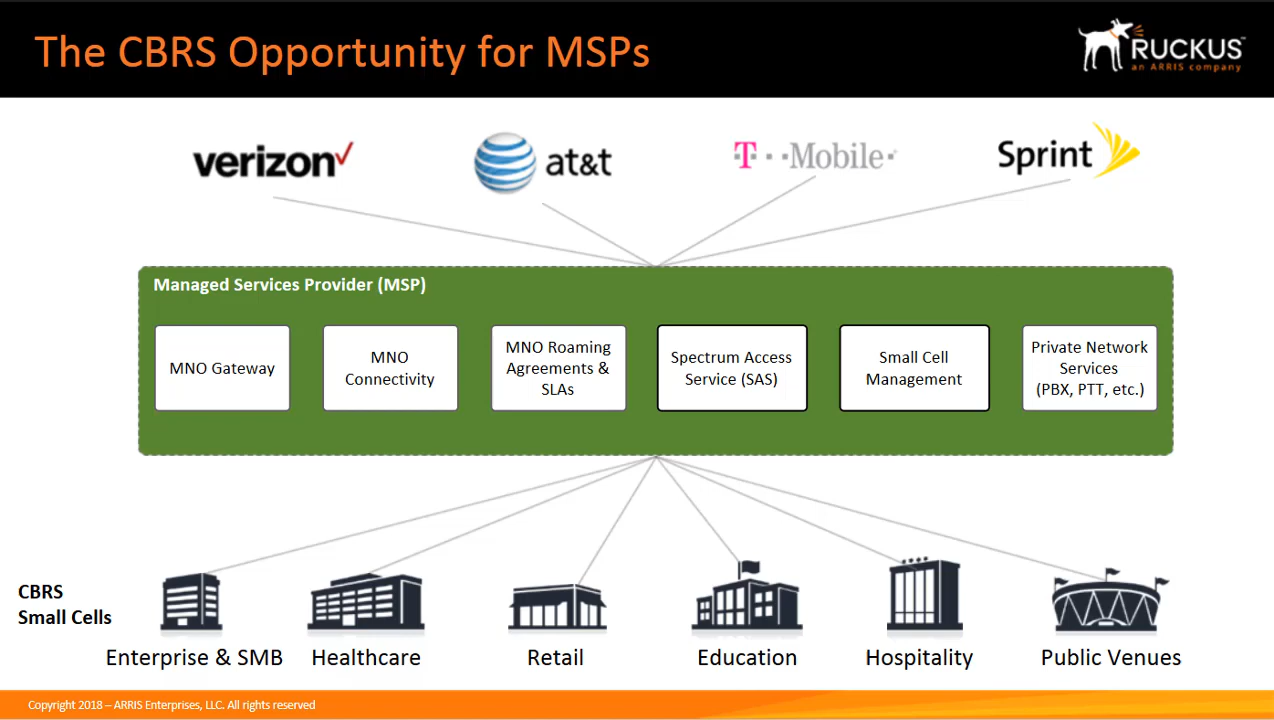 The CBRS Opportunity for MSPs
RUCKUS™
an ARRIS company
verizon
at&t
T··Mobile·
Sprint
Managed Services Provider (MSP)
MNO Gateway
MNO
Connectivity
MNO Roaming
Agreements &
SLAs
Spectrum Access
Service (SAS)
Small Cell
Management
Private Network
Services
(PBX, PTT, etc.)
CBRS
Small Cells
Enterprise & SMB
Healthcare
Retail
Education
Hospitality
Public Venues
Copyright 2018 – ARRIS Enterprises, LLC. All rights reserved